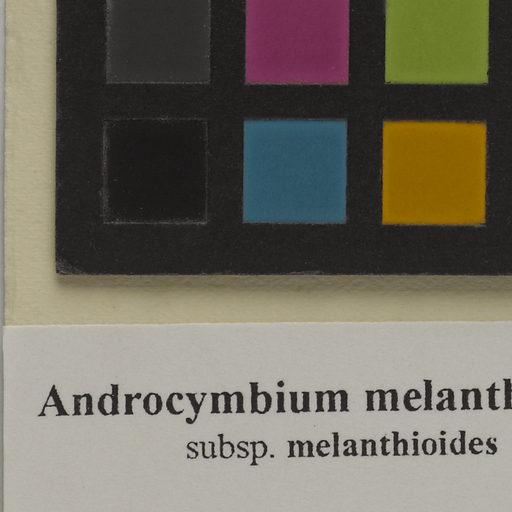 Androcymbium melanth
subsp. melanthioides